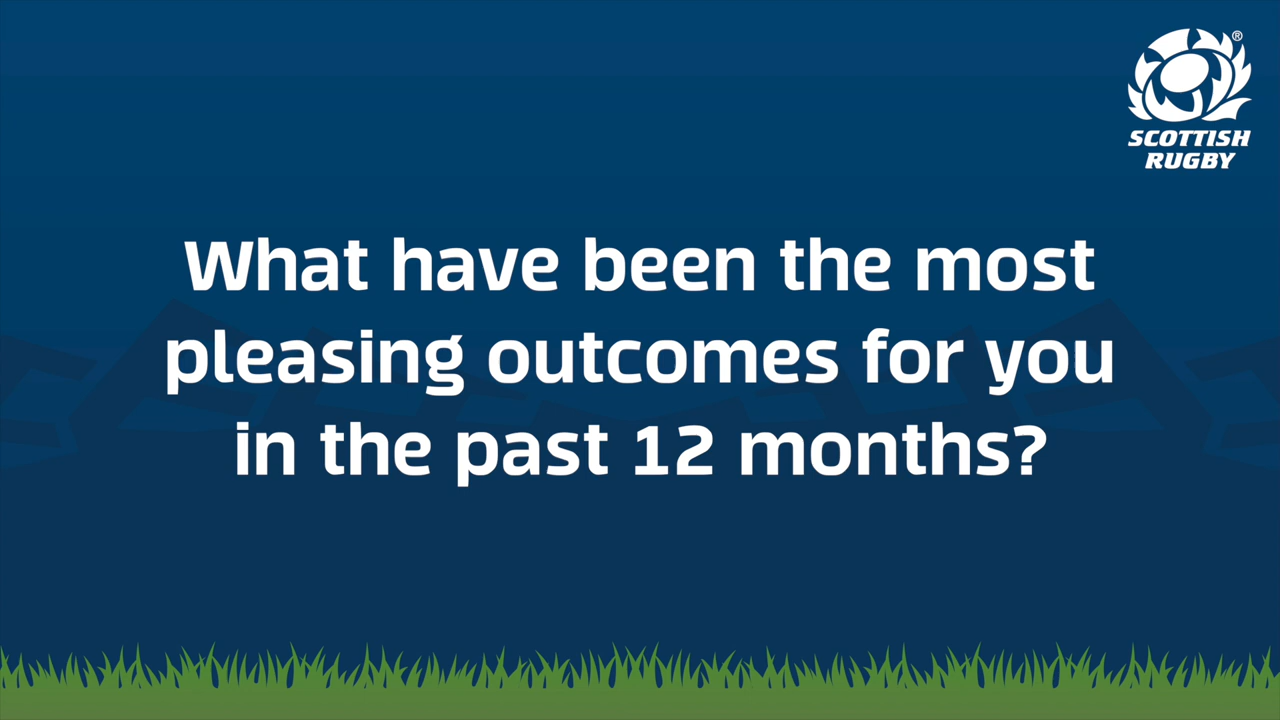 ®
SCOTTISH
RUGBY
What have been the most
pleasing outcomes for you
in the past 12 months?